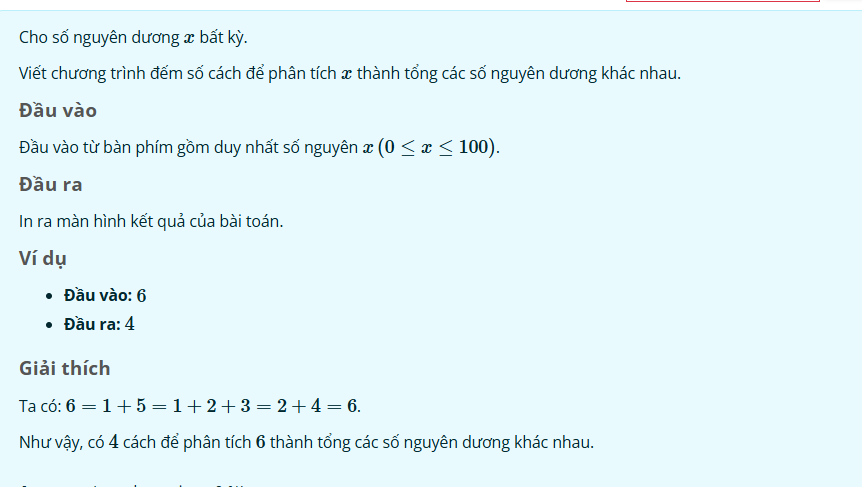 Cho số nguyên dương x bất kỳ.
Viết chương trình đếm số cách để phân tích x thành tổng các số nguyên dương khác nhau.
Đầu vào
Đầu vào từ bàn phím gồm duy nhất số nguyên x (0 ≤ x ≤ 100).
Đầu ra
In ra màn hình kết quả của bài toán.
Ví dụ
• Đầu vào: 6
• Đầu ra: 4
Giải thích
Ta có: 6 = 1 + 5 = 1 + 2 + 3 = 2 + 4 = 6.
Như vậy, có 4 cách để phân tích 6 thành tổng các số nguyên dương khác nhau.